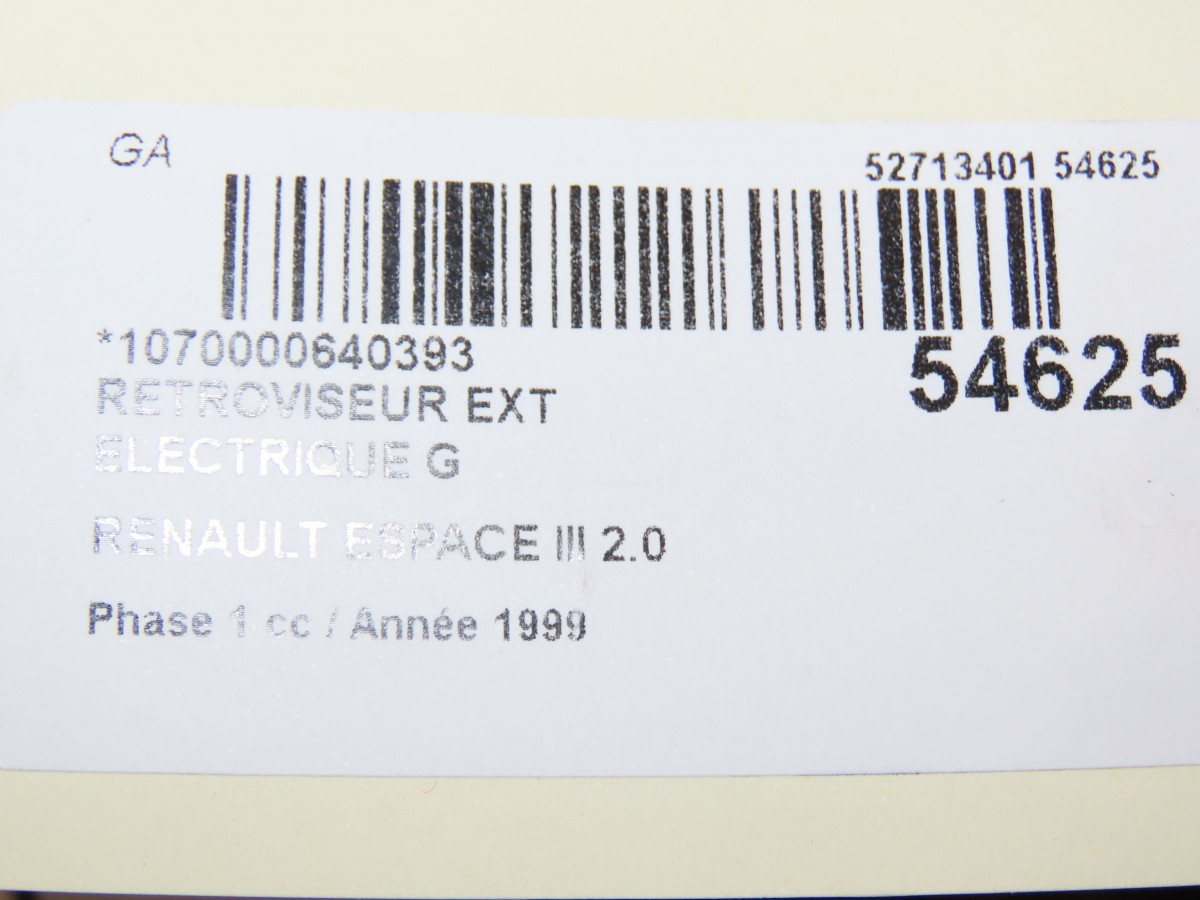 GA
52713401 54625
*1070000640393
54625
RETROVISEUR EXT
ELECTRIQUE G
RENAULT ESPACE III 2.0
Phase 1 cc / Année 1999